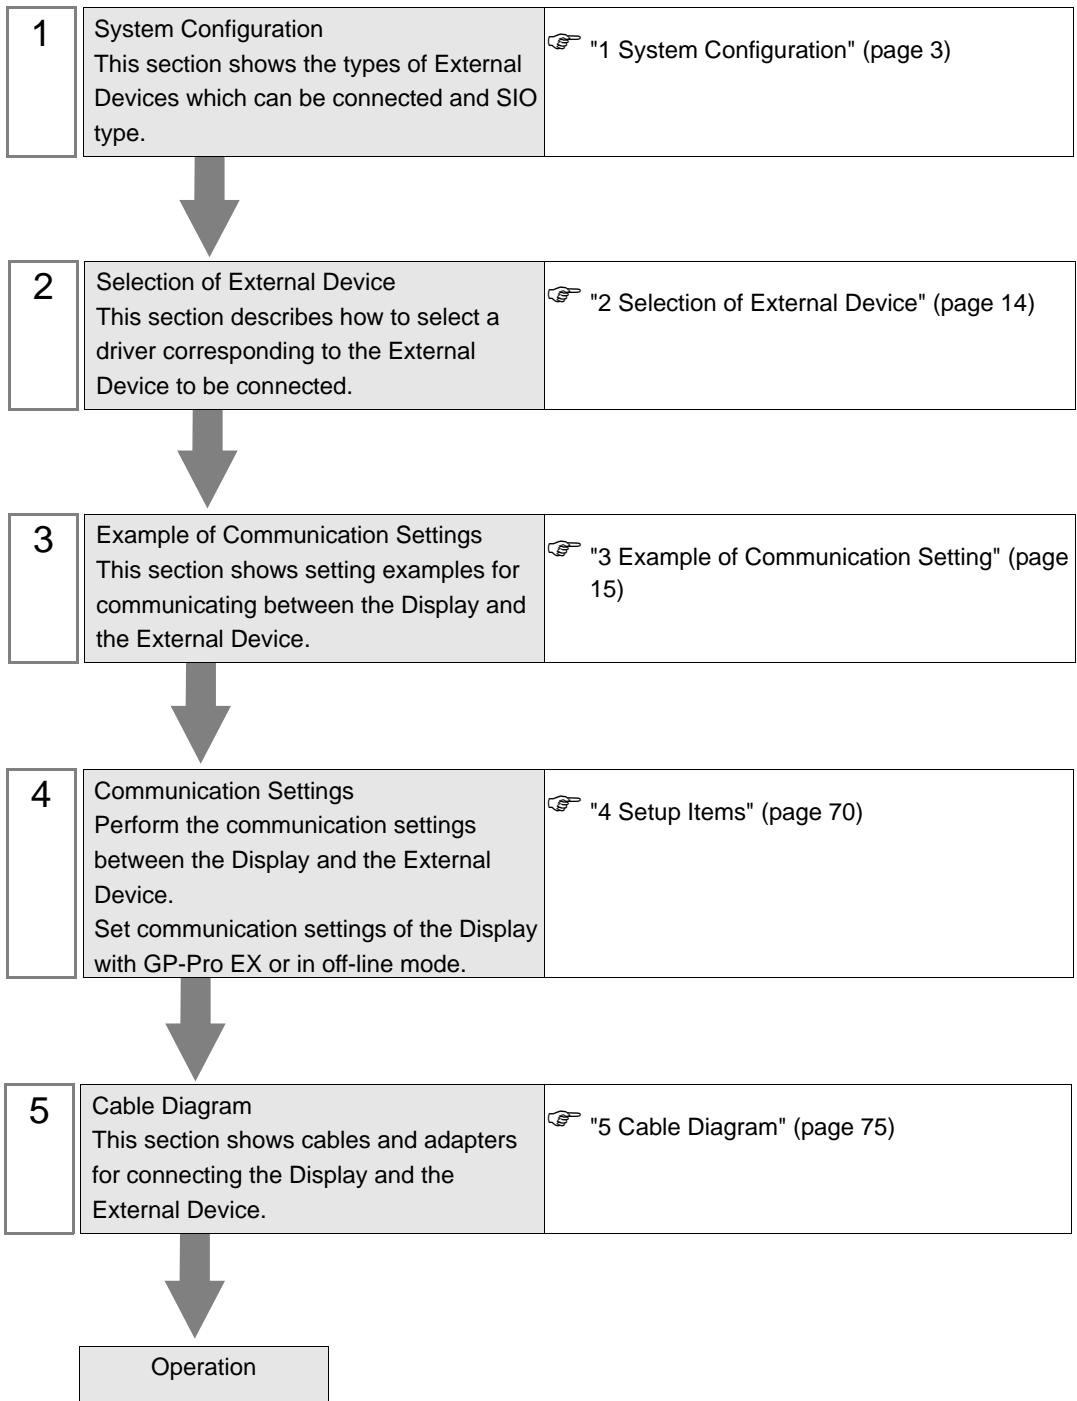 1
System Configuration
This section shows the types of External
Devices which can be connected and SIO
type.
"1 System Configuration" (page 3)
2
Selection of External Device
This section describes how to select a
driver corresponding to the External
Device to be connected.
"2 Selection of External Device" (page 14)
3
Example of Communication Settings
This section shows setting examples for
communicating between the Display and
the External Device.
"3 Example of Communication Setting" (page
15)
4
Communication Settings
Perform the communication settings
between the Display and the External
Device.
Set communication settings of the Display
with GP-Pro EX or in off-line mode.
"4 Setup Items" (page 70)
5
Cable Diagram
This section shows cables and adapters
for connecting the Display and the
External Device.
"5 Cable Diagram" (page 75)
Operation